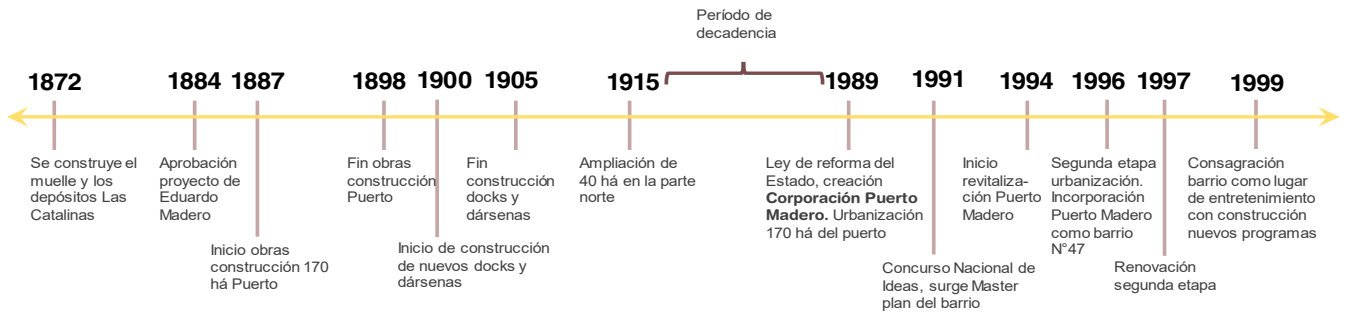 Período de
decadencia
1872
1884
1887
1898
1900
1905
1915
1989
1991
1994
1996
1997
1999
Se construye el
muelle y los
depósitos Las
Catalinas
Aprobación
proyecto de
Eduardo
Madero
Inicio obras
construcción 170
há Puerto
Fin obras
construcción
Puerto
Inicio de construcción
de nuevos docks y
dársenas
Fin
construcción
docks y
dársenas
Ampliación de
40 há en la parte
norte
Ley de reforma del
Estado, creación
Corporación Puerto
Madero. Urbanización
170 há del puerto
Concurso Nacional de
Ideas, surge Master
plan del barrio
Inicio
revitaliza-
ción Puerto
Madero
Segunda etapa
urbanización.
Incorporación
Puerto Madero
como barrio
N°47
Renovación
segunda etapa
Consagración
barrio como lugar
de entretenimiento
con construcción
nuevos programas